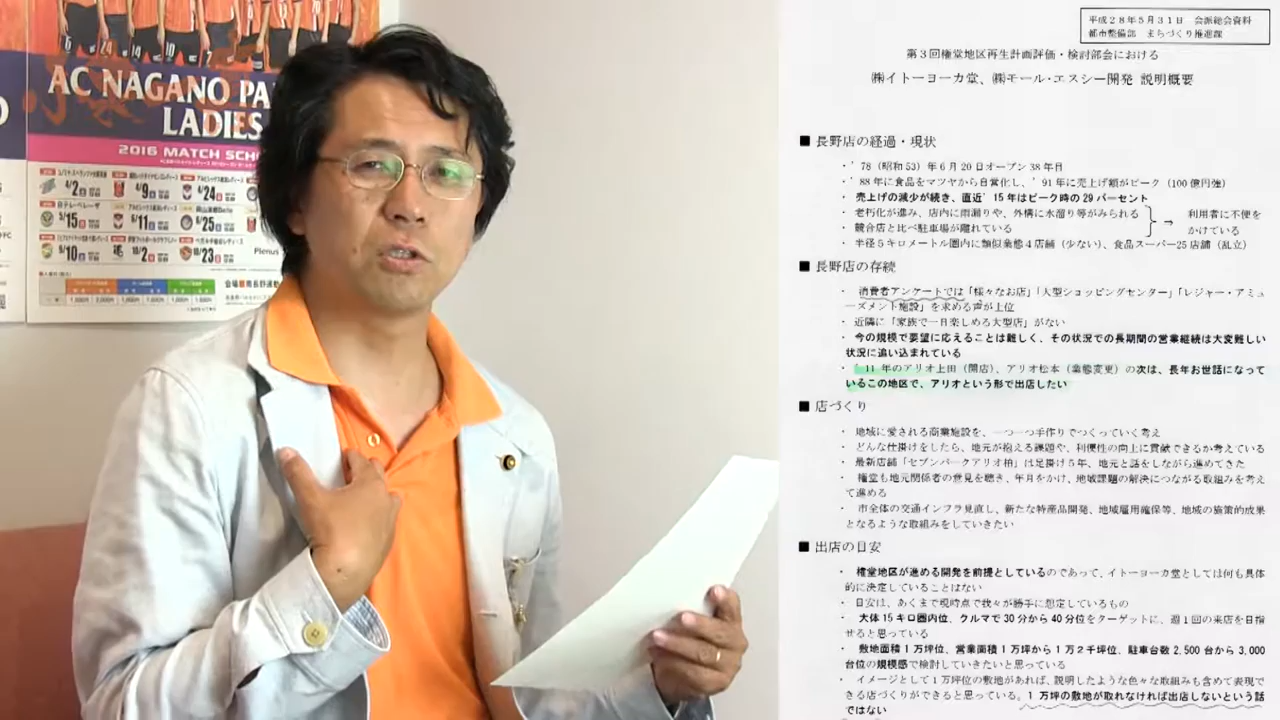 AC NAGANO PA
LADIES
2016 MATCH SCH
4/2
4/9
4/24
5/15
6/11
6/25
9/10
10/2
10/23
Plenus
平成28年5月31日 会派総会資料
都市整備部 まちづくり推進課
第3回権堂地区再生計画評価・検討部会における
㈱イトーヨーカ堂、㈱モール・エスシー開発 説明概要
■ 長野店の経過・現状
・’78（昭和53）年6月20日オープン 38年目
・’88年に食品をマツヤから自営化し、’91年に売上げ額がピーク（100億円強）
・売上げの減少が続き、直近’15年はピーク時の29パーセント
・老朽化が進み、店内に雨漏りや、外構に水溜り等がみられる
・競合店と比べ駐車場が離れている
→ 利用者に不便を
かけている
・半径5キロメートル圏内に類似業態4店舗（少ない）、食品スーパー25店舗（乱立）
■ 長野店の存続
・消費者アンケートでは「様々なお店」「大型ショッピングセンター」「レジャー・アミュ
ーズメント施設」を求める声が上位
・近隣に「家族で一日楽しめる大型店」がない
・今の規模で要望に応えることは難しく、その状況での長期間の営業継続は大変難しい
状況に追い込まれている
・’11年のアリオ上田（開店）、アリオ松本（業態変更）の次は、長年お世話になって
いるこの地区で、アリオという形で出店したい
■ 店づくり
・地域に愛される商業施設を、一つ一つ手作りでつくっていく考え
・どんな仕掛けをしたら、地元が抱える課題や、利便性の向上に貢献できるか考えている
・最新店舗「セブンパークアリオ柏」は足掛け5年、地元と話をしながら進めてきた
・権堂も地元関係者の意見を聴き、年月をかけ、地域課題の解決につながる取組みを考え
て進める
・市全体の交通インフラ見直し、新たな特産品開発、地域雇用確保等、地域の施策的成果
となるような取組みをしていきたい
■ 出店の目安
・権堂地区が進める開発を前提としているのであって、イトーヨーカ堂としては何も具体
的に決定していることはない
・目安は、あくまで現時点で我々が勝手に想定しているもの
・大体15キロ圏内位、クルマで30分から40分位をターゲットに、週1回の来店を目指
せると思っている
・敷地面積1万坪位、営業面積1万坪から1万2千坪位、駐車台数2,500台から3,000
台位の規模感で検討していきたいと思っている
・イメージとして1万坪位の敷地があれば、説明したような色々な取組みも含めて表現で
きる店づくりができると思っている。1万坪の敷地が取れなければ出店しないという話
ではない